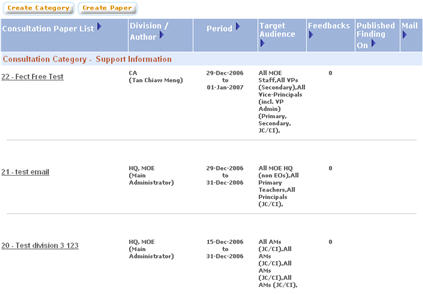 Create Category Create Paper
Consultation Paper List Division / Author Period Target Audience Feedbacks Published Finding On Mail
Consultation Category - Support Information
22 - Fect Free Test CA 29-Dec-2006 All MOE 0
(Tan Chiaw Meng) to Staff,All VPs
01-Jan-2007 (Secondary),All
Vice-Principals
(incl. VP
Admin)
(Primary,
Secondary,
JC/CI),
21 - test email HQ, MOE 29-Dec-2006 All MOE HQ 0
(Main to (non EOs),All
Administrator) 31-Dec-2006 Primary
Teachers,All
Principals
(JC/CI),
20 - Test division 3 123 HQ, MOE 15-Dec-2006 All AMs 0
(Main to (JC/CI),All
Administrator) 31-Dec-2006 AMs
(JC/CI),All
AMs
(JC/CI),All
AMs (JC/CI),